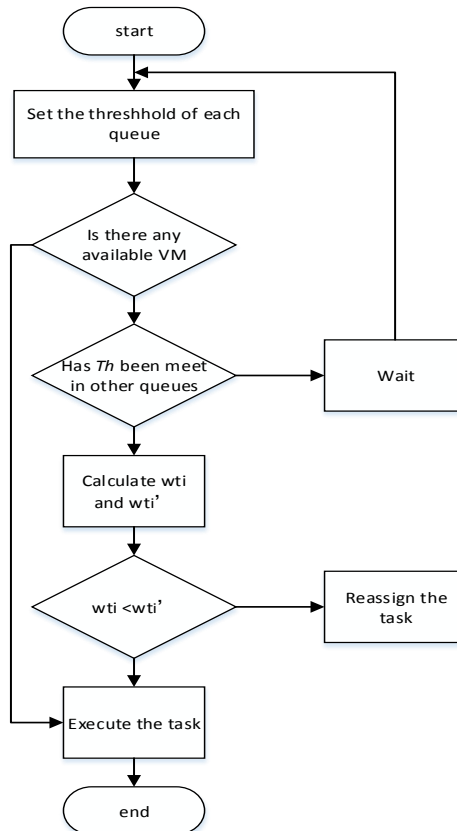 start
Set the threshhold of each
queue
Is there any
available VM
Has Th been meet
in other queues
Wait
Calculate wti
and wti’
wti <wti’
Reassign the
task
Execute the task
end